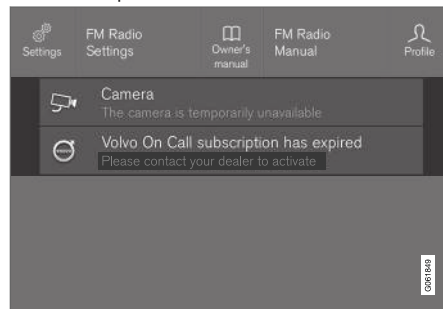 Settings
FM Radio
Settings
Owner's
manual
FM Radio
Manual
Profile
Camera
The camera is temporarily unavailable
Volvo On Call subscription has expired
Please contact your dealer to activate
G061849